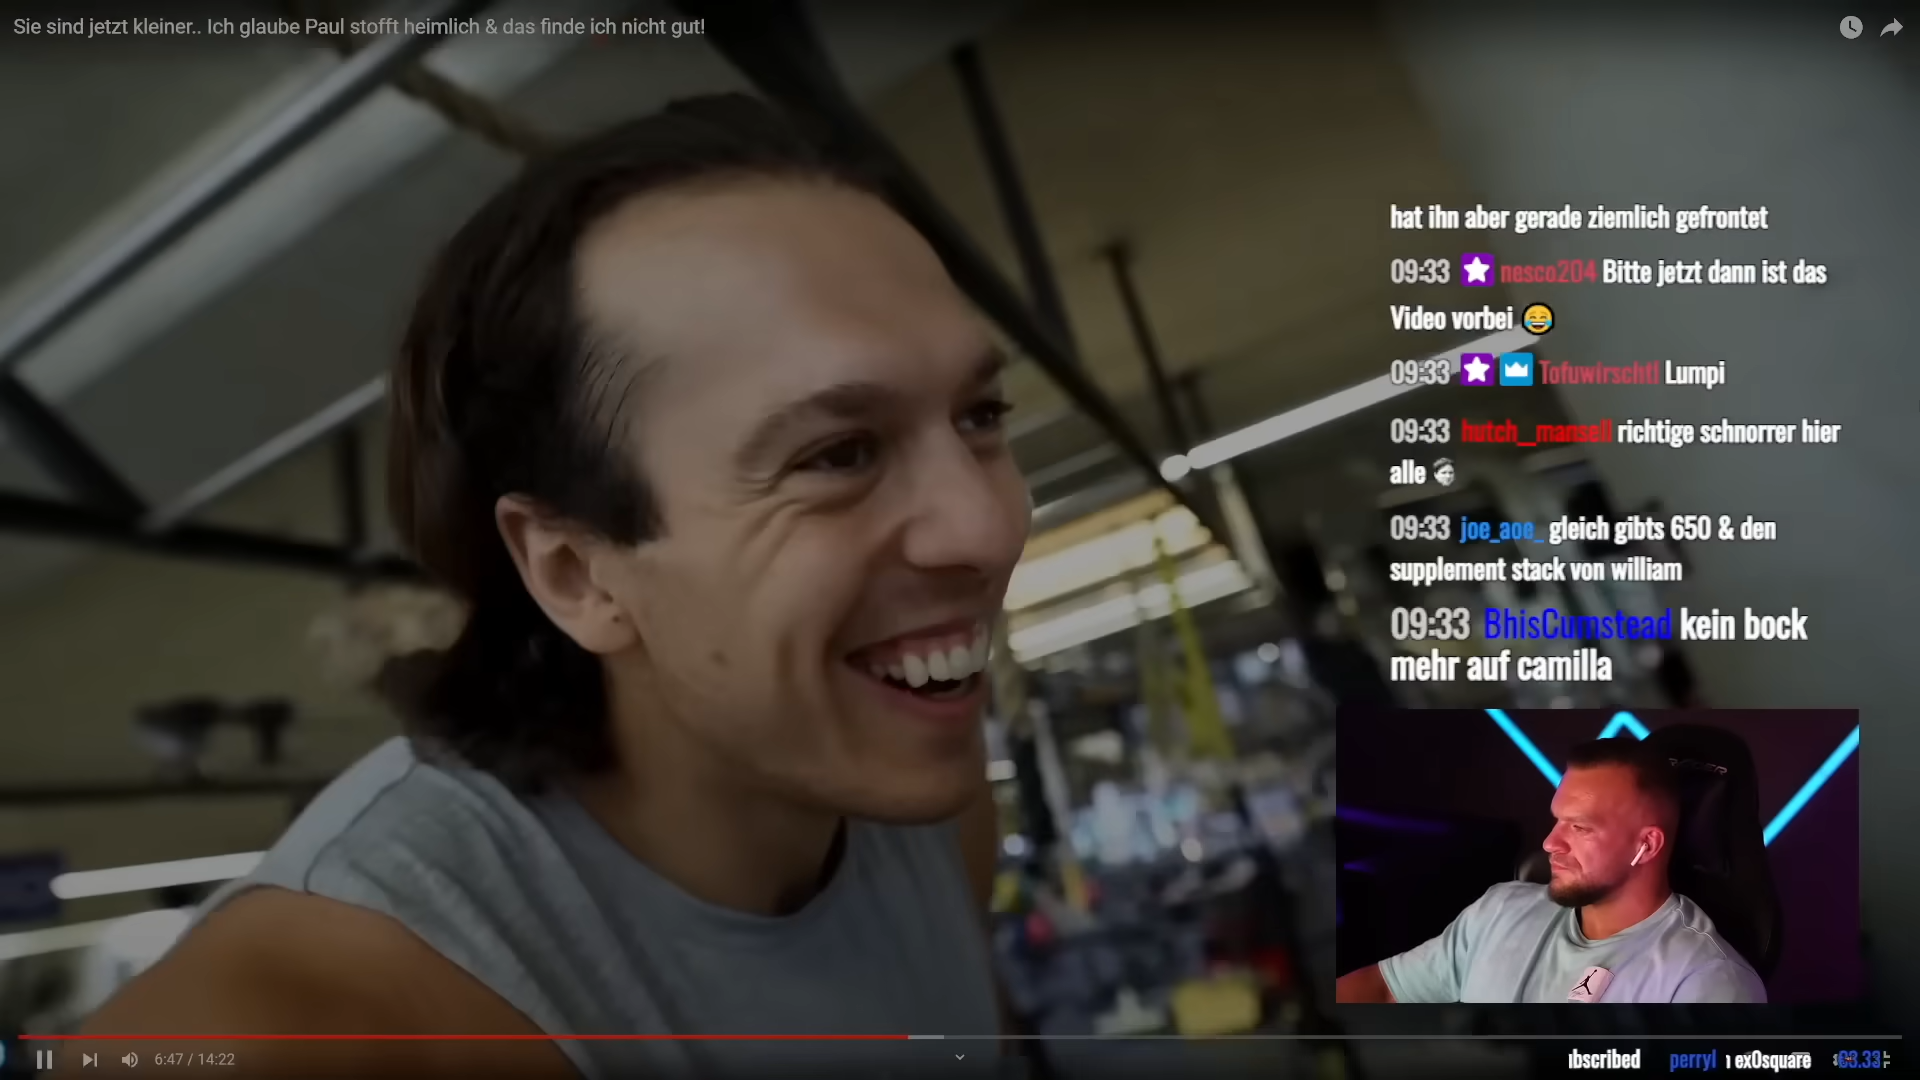 Sie sind jetzt kleiner.. Ich glaube Paul stofft heimlich & das finde ich nicht gut!
hat ihn aber gerade ziemlich gefrontet
09:33 nesco204 Bitte jetzt dann ist das
Video vorbei 😂
09:33 Tofuwirschtl Lumpi
09:33 hutch_mansell richtige schnorrer hier
alle
09:33 joe_aoe_ gleich gibts 650 & den
supplement stack von william
09:33 BhisCumstead kein bock
mehr auf camilla
6:47 / 14:22
ubscribed perryl ex0square